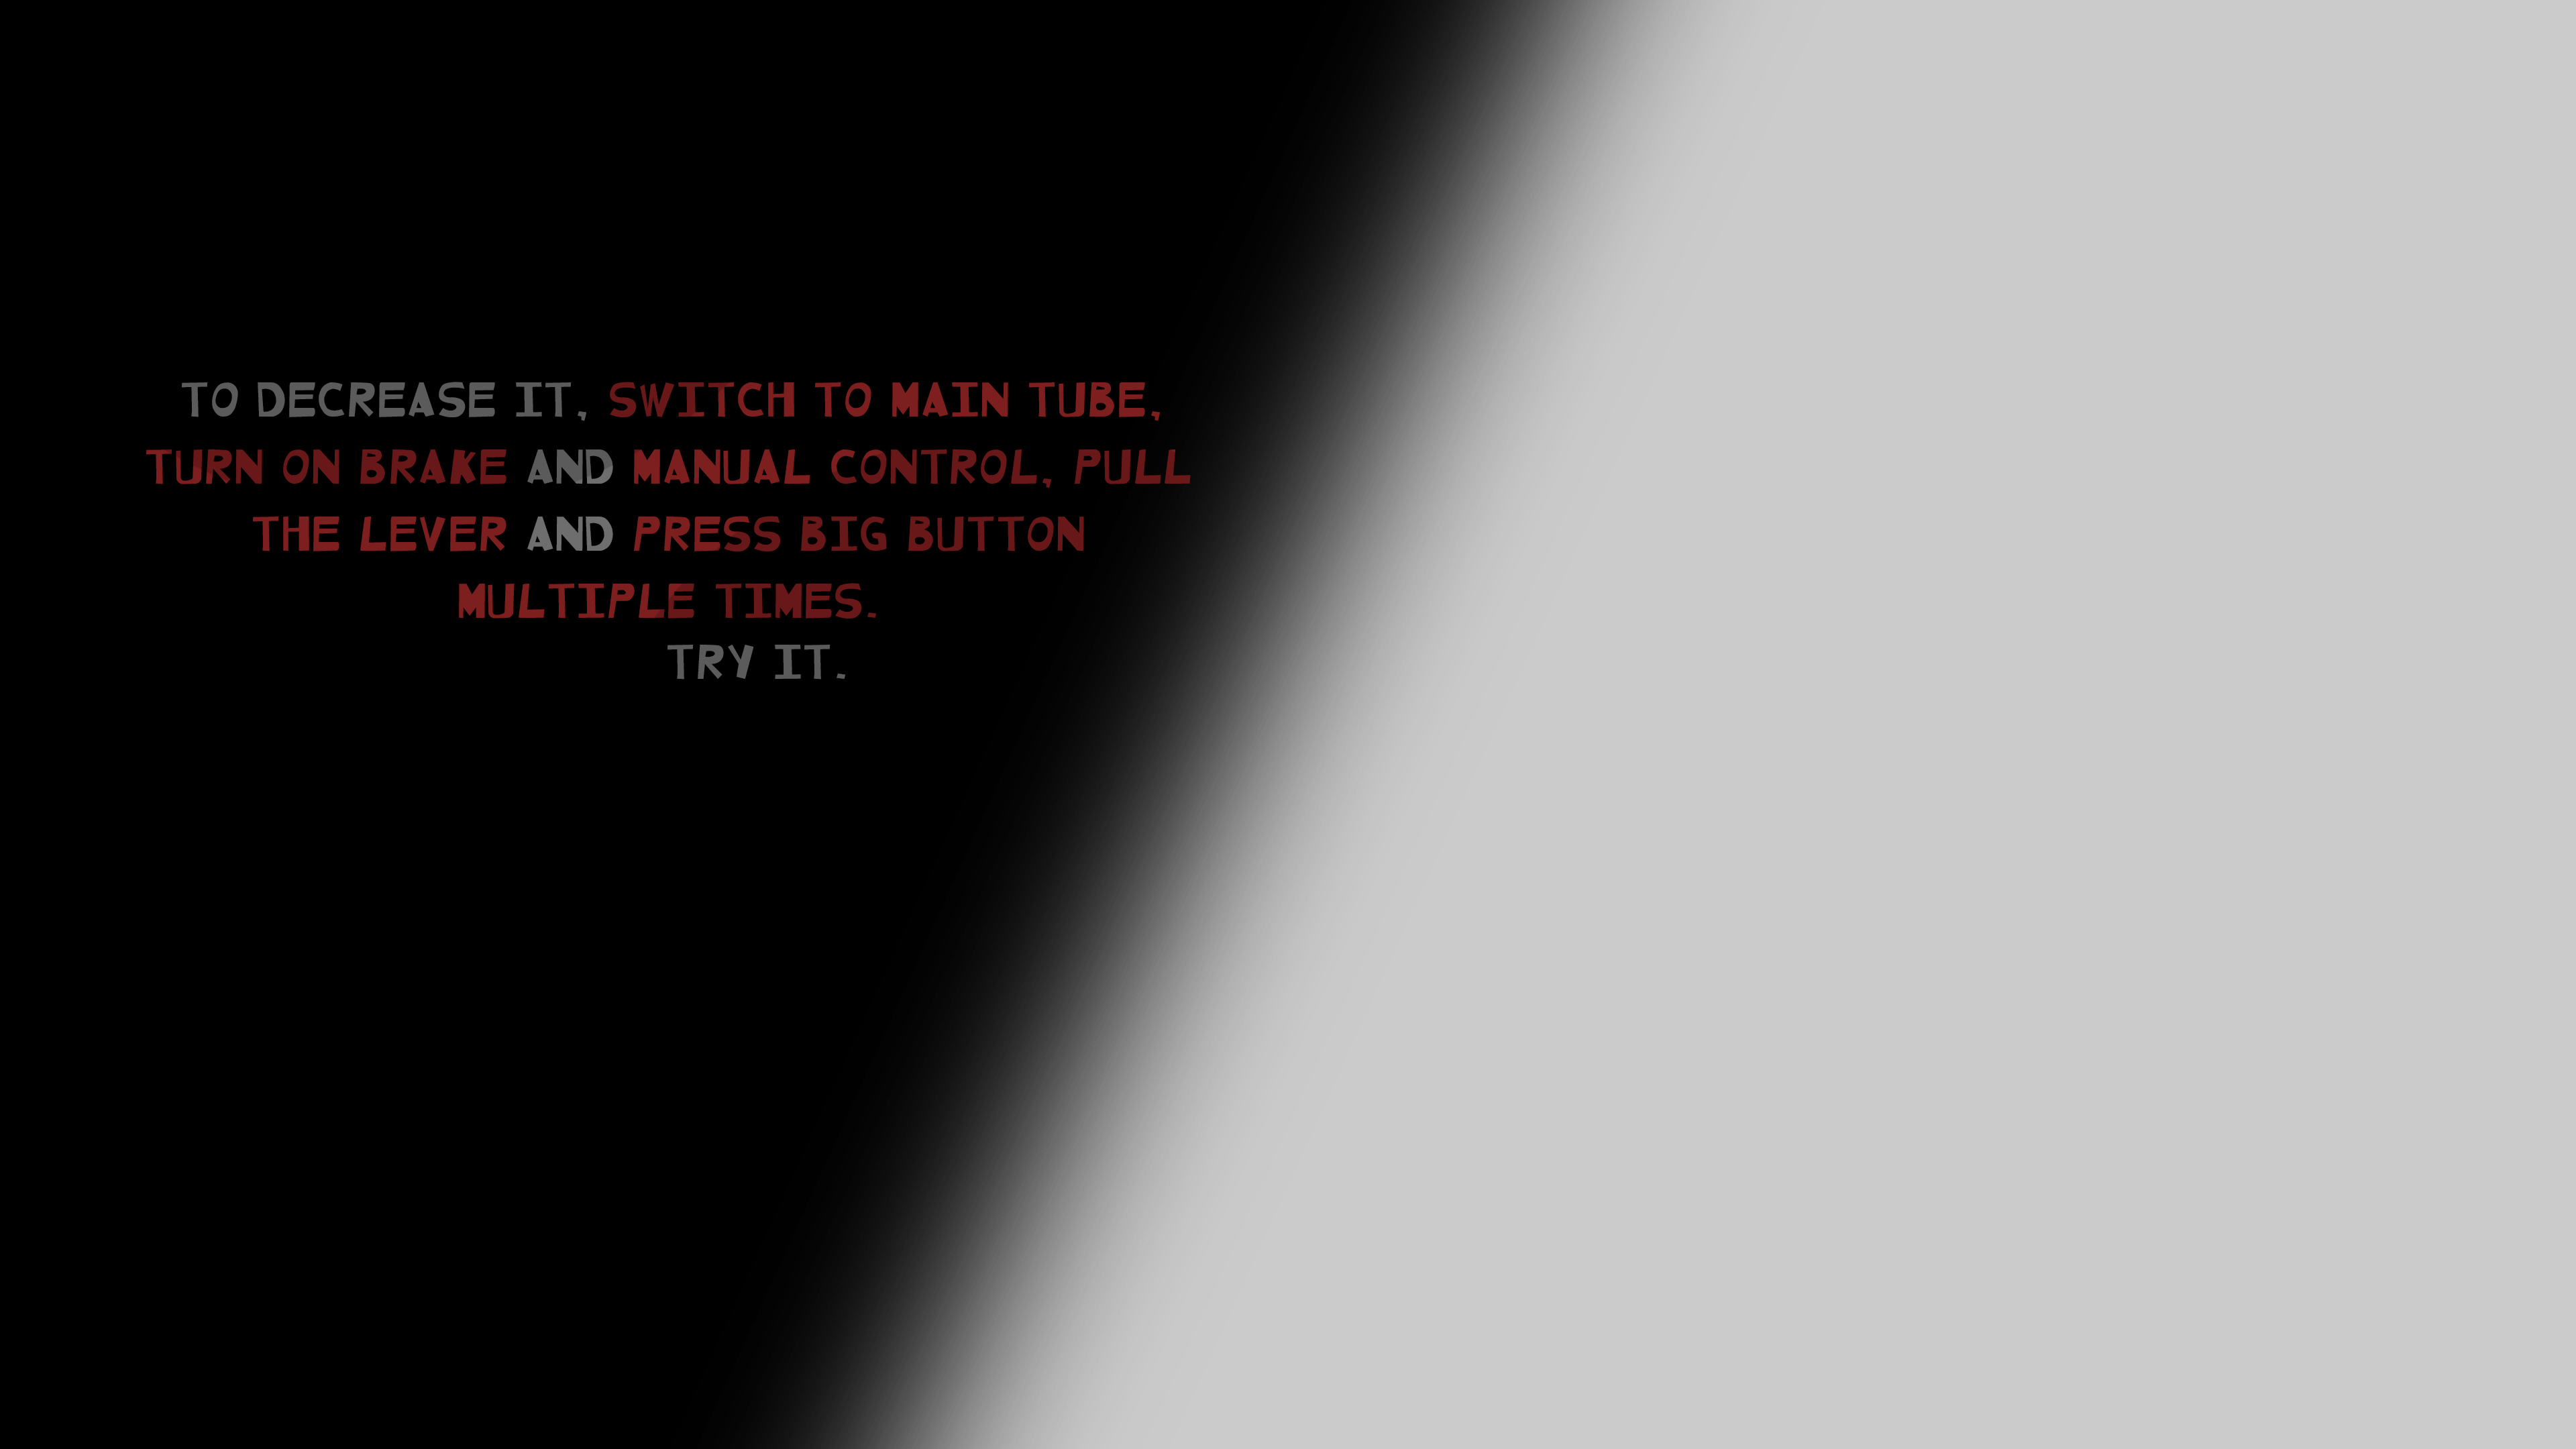 TO DECREASE IT, SWITCH TO MAIN TUBE,
TURN ON BRAKE AND MANUAL CONTROL, PULL
THE LEVER AND PRESS BIG BUTTON
MULTIPLE TIMES.
TRY IT.